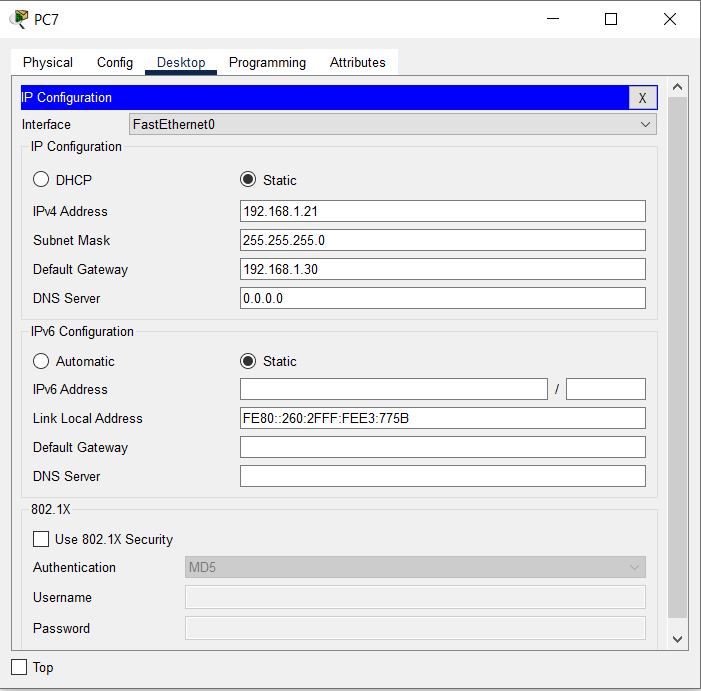 PC7
Physical Config Desktop Programming Attributes
IP Configuration X
Interface FastEthernet0
IP Configuration
DHCP Static
IPv4 Address 192.168.1.21
Subnet Mask 255.255.255.0
Default Gateway 192.168.1.30
DNS Server 0.0.0.0
IPv6 Configuration
Automatic Static
IPv6 Address /
Link Local Address FE80::260:2FFF:FEE3:775B
Default Gateway
DNS Server
802.1X
Use 802.1X Security
Authentication MD5
Username
Password
Top